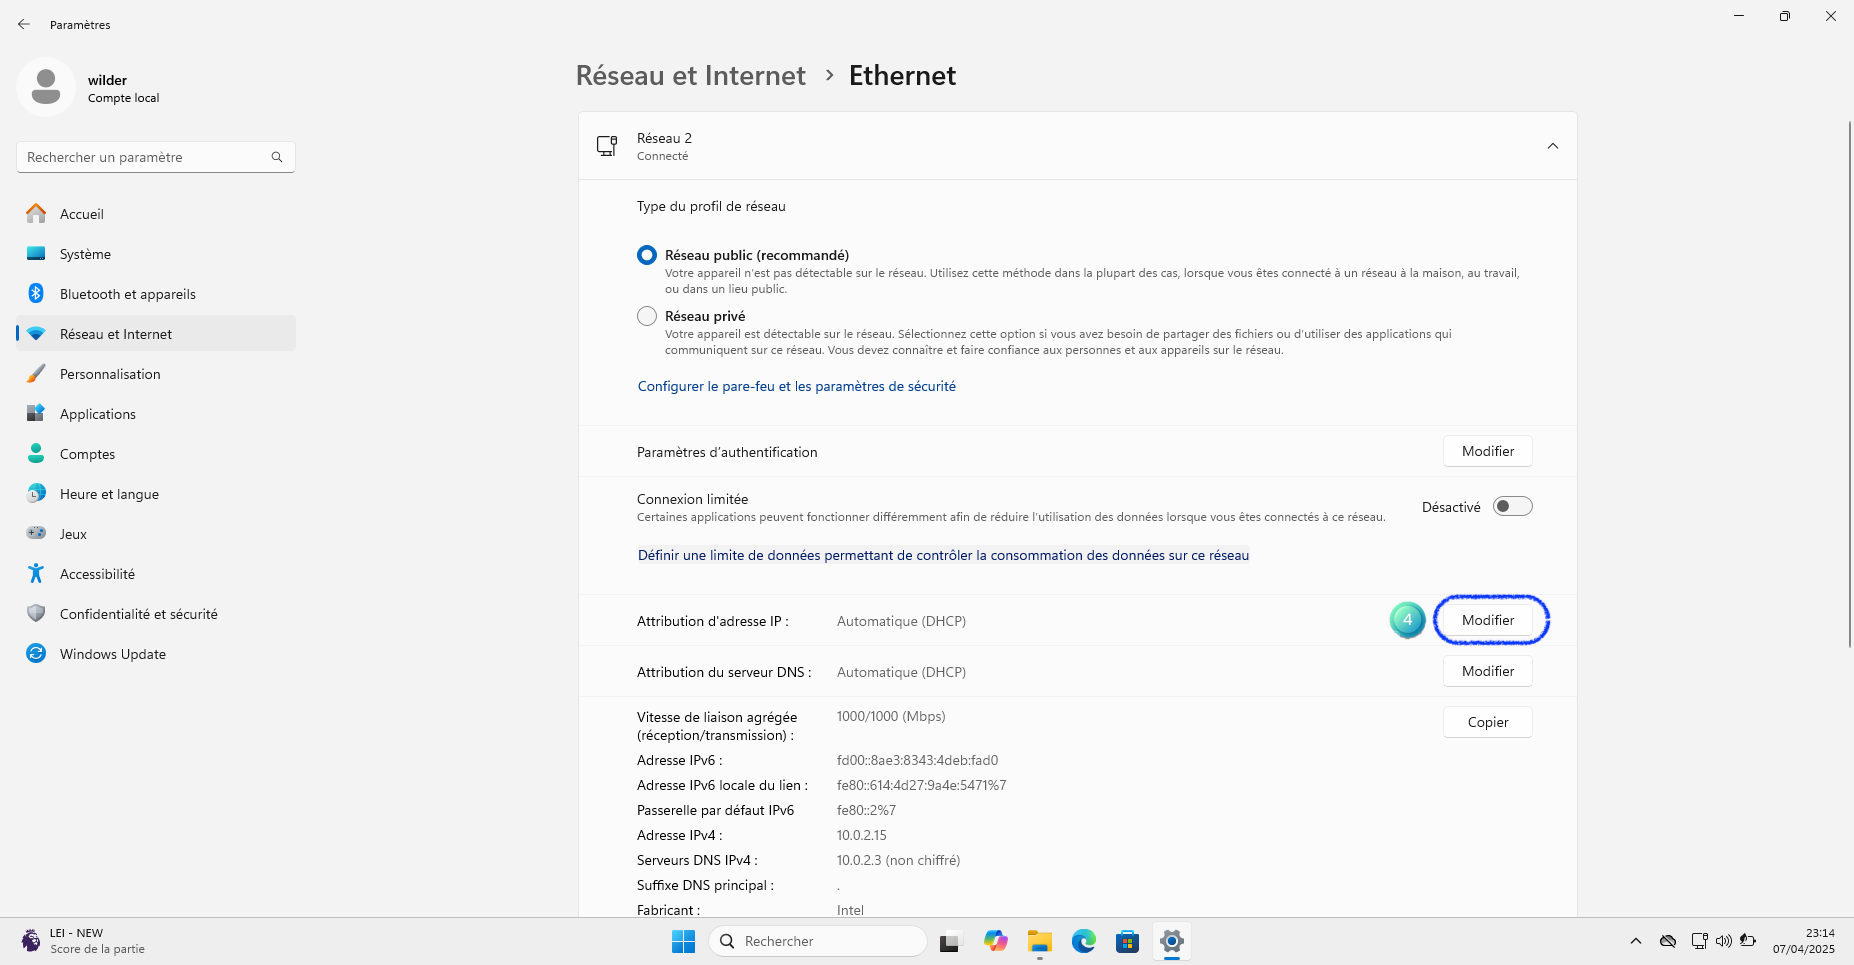 Paramètres
wilder
Compte local
Rechercher un paramètre
Accueil
Système
Bluetooth et appareils
Réseau et Internet
Personnalisation
Applications
Comptes
Heure et langue
Jeux
Accessibilité
Confidentialité et sécurité
Windows Update
Réseau et Internet › Ethernet
Réseau 2
Connecté
Type du profil de réseau
Réseau public (recommandé)
Votre appareil n’est pas détectable sur le réseau. Utilisez cette méthode dans la plupart des cas, lorsque vous êtes connecté à un réseau à la maison, au travail,
ou dans un lieu public.
Réseau privé
Votre appareil est détectable sur le réseau. Sélectionnez cette option si vous avez besoin de partager des fichiers ou d’utiliser des applications qui
communiquent sur ce réseau. Vous devez connaître et faire confiance aux personnes et aux appareils sur le réseau.
Configurer le pare-feu et les paramètres de sécurité
Paramètres d’authentification Modifier
Connexion limitée
Certaines applications peuvent fonctionner différemment afin de réduire l’utilisation des données lorsque vous êtes connectés à ce réseau.
Désactivé
Définir une limite de données permettant de contrôler la consommation des données sur ce réseau
Attribution d'adresse IP : Automatique (DHCP) 4 Modifier
Attribution du serveur DNS : Automatique (DHCP) Modifier
Vitesse de liaison agrégée 1000/1000 (Mbps) Copier
(réception/transmission) :
Adresse IPv6 : fd00::8ae3:8343:4deb:fad0
Adresse IPv6 locale du lien : fe80::614:4d27:9a4e:5471%7
Passerelle par défaut IPv6 fe80::2%7
Adresse IPv4 : 10.0.2.15
Serveurs DNS IPv4 : 10.0.2.3 (non chiffré)
Suffixe DNS principal : .
Fabricant : Intel
LEI - NEW
Score de la partie
Rechercher
23:14
07/04/2025